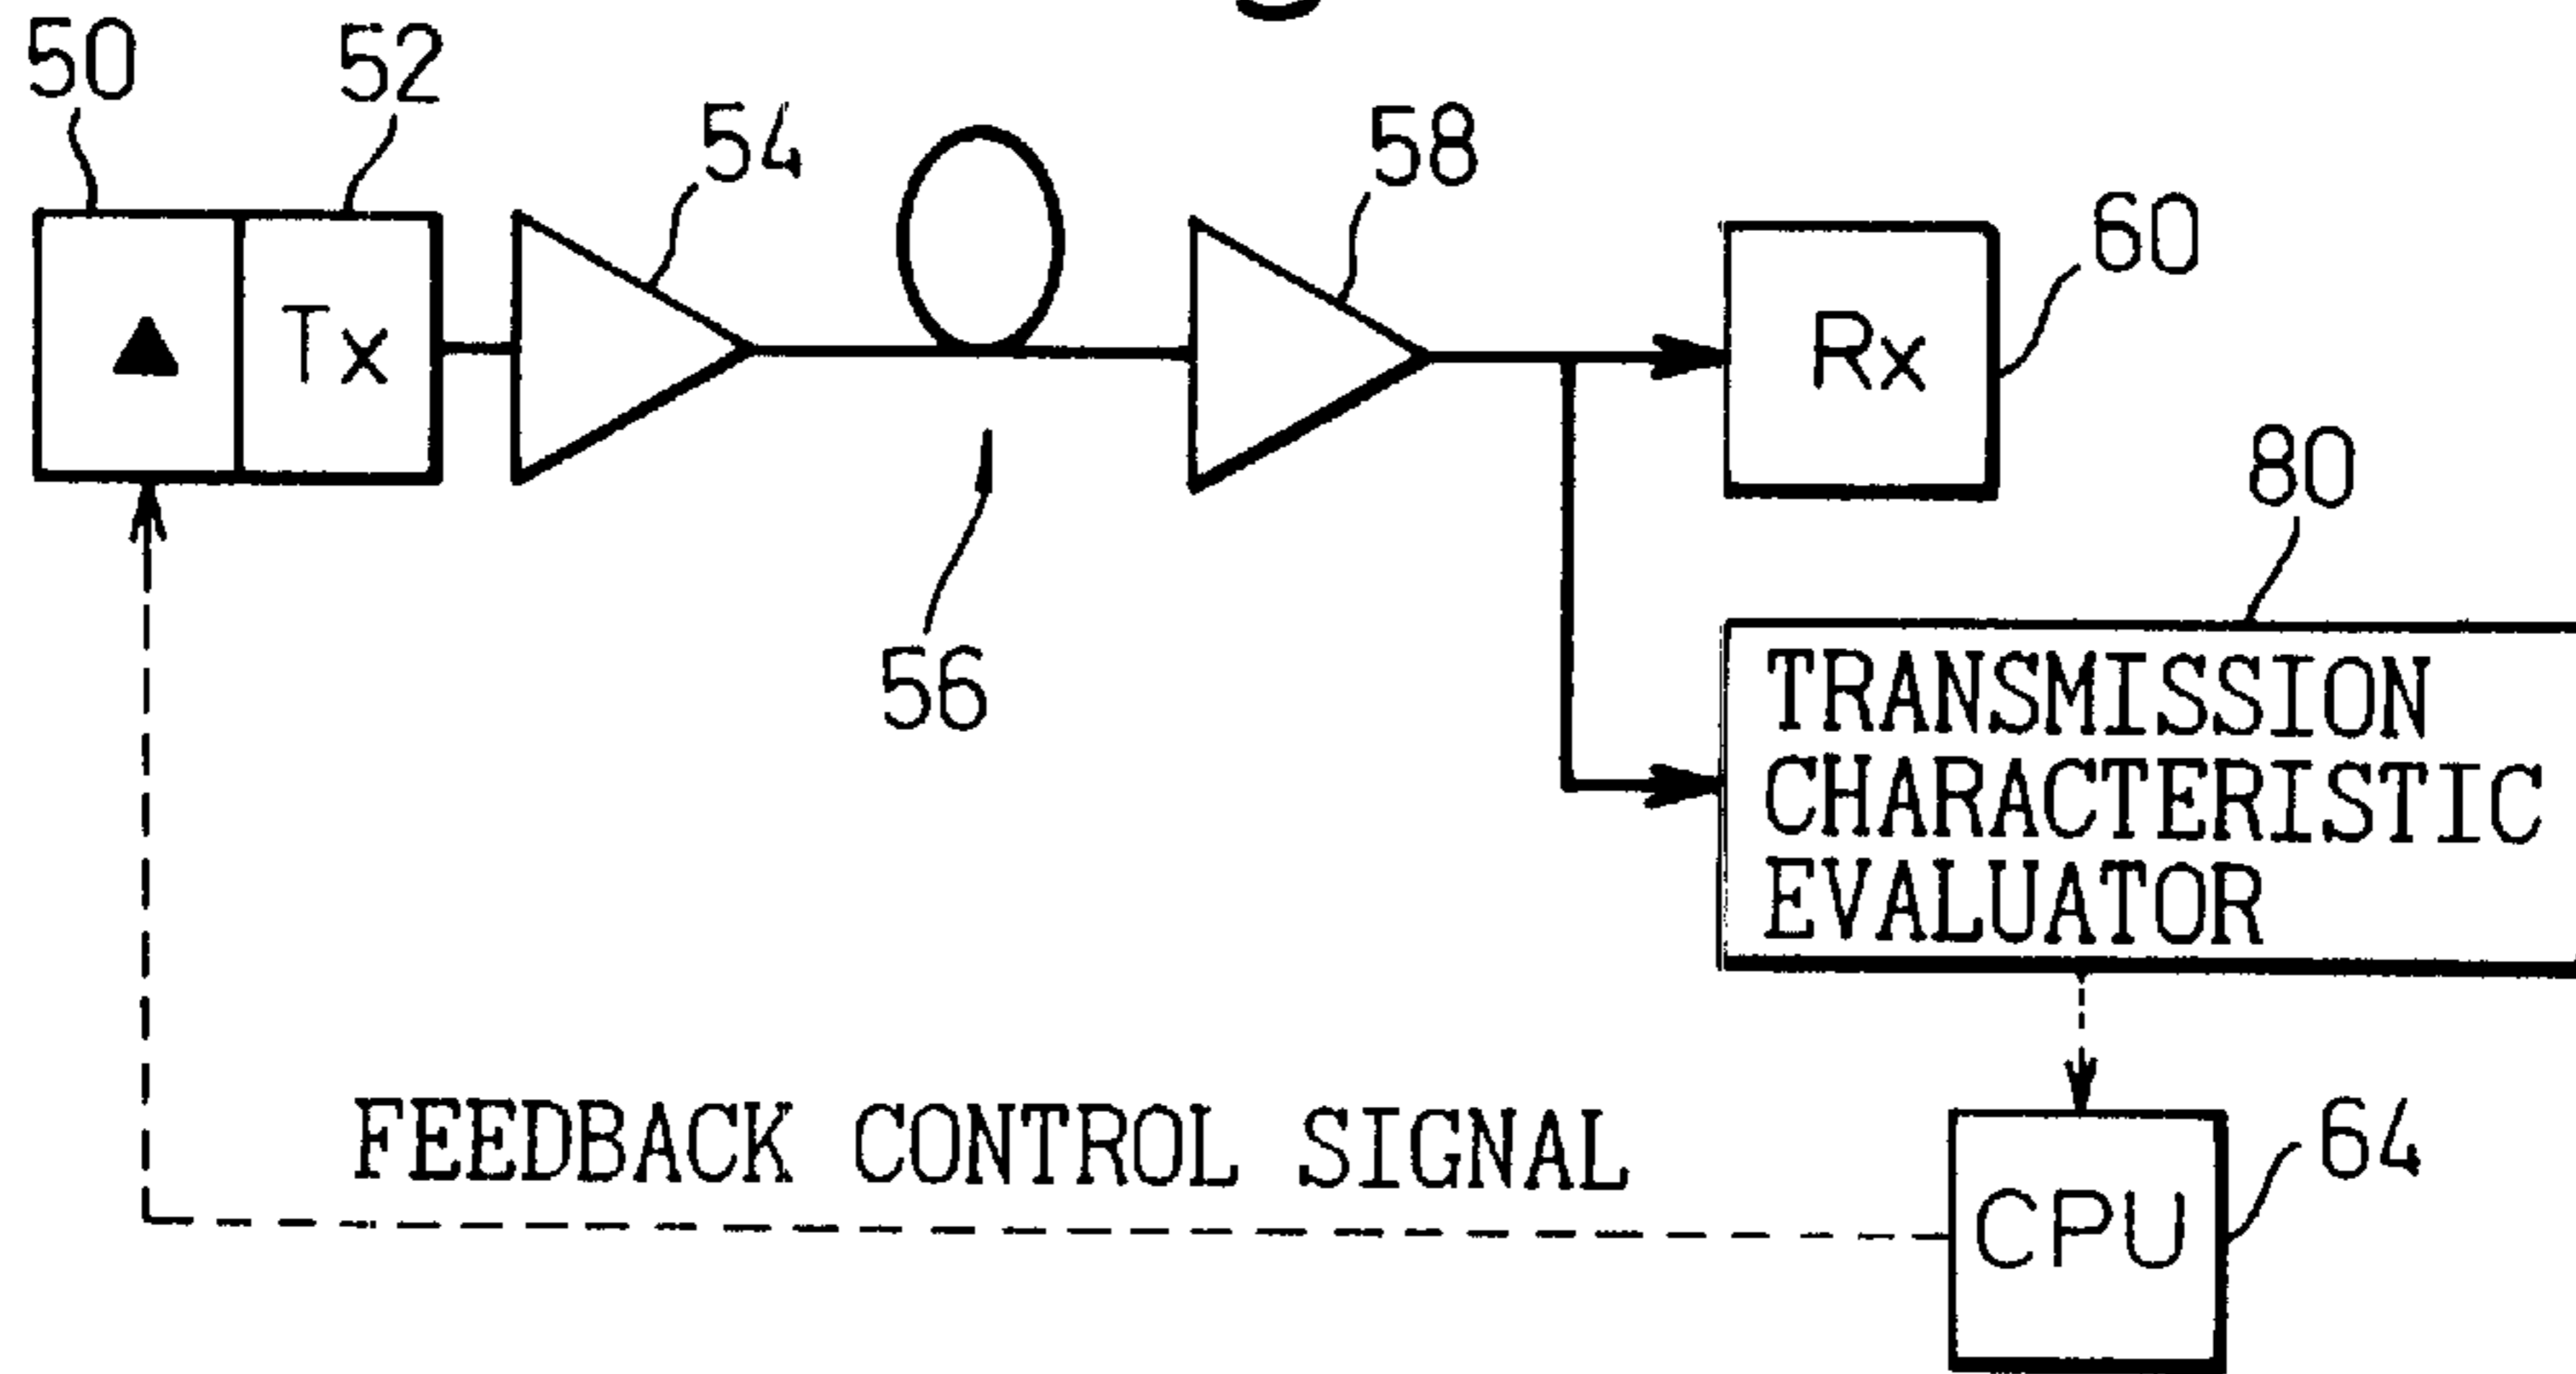 50
52
54
58
60
Tx
Rx
80
56
TRANSMISSION
CHARACTERISTIC
EVALUATOR
FEEDBACK CONTROL SIGNAL
64
CPU